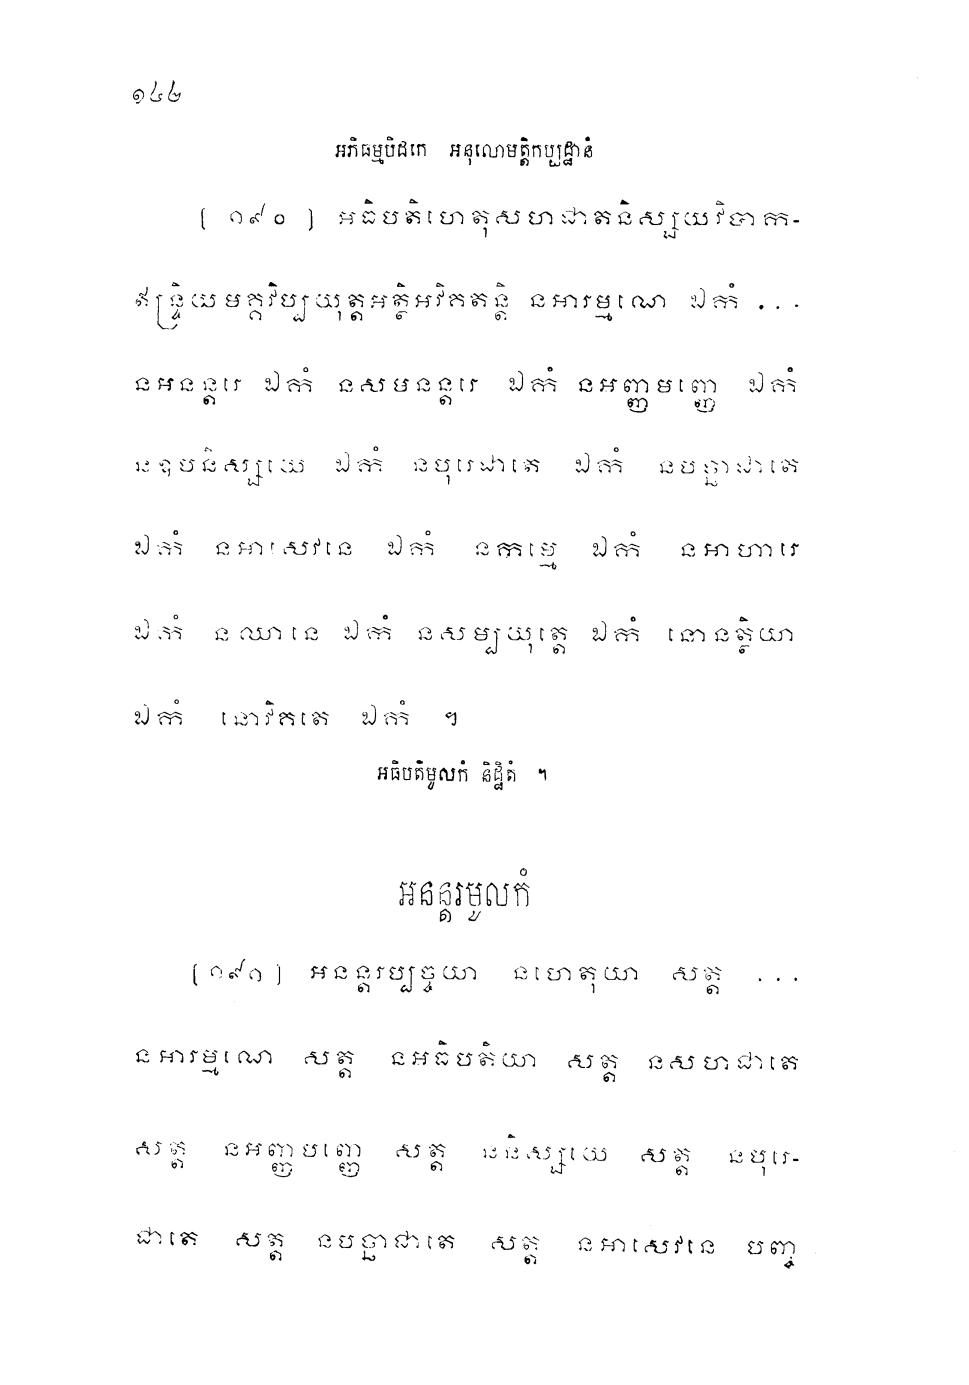 ១៤៤
អភិធម្មបិដកេ អនុលោមត្តិកប្បដ្ឋានំ
[ ១៩០ ] អធិបតិហេតុសហជាតនិស្សយវិបាក-
ឥន្ទ្រិយមគ្គវិប្បយុត្តអត្ថិអវិគតន្តិ នអារម្មណេ ឯកំ ...
នអនន្តរេ ឯកំ នសមនន្តរេ ឯកំ នអញ្ញមញ្ញេ ឯកំ
នឧបនិស្សយេ ឯកំ នបុរេជាតេ ឯកំ នបច្ឆាជាតេ
ឯកំ នអាសេវនេ ឯកំ នកម្មេ ឯកំ នអាហារេ
ឯកំ នឈានេ ឯកំ នសម្បយុត្តេ ឯកំ នោនត្ថិយា
ឯកំ នោវិគតេ ឯកំ ។
អធិបតិមូលកំ និដ្ឋិតំ ។
អនន្តរមូលកំ
[ ១៩១ ] អនន្តរប្បច្ចយា នហេតុយា សត្ត ...
នអារម្មណេ សត្ត នអធិបតិយា សត្ត នសហជាតេ
សត្ត នអញ្ញមញ្ញេ សត្ត ននិស្សយេ សត្ត នបុរេ-
ជាតេ សត្ត នបច្ឆាជាតេ សត្ត នអាសេវនេ បញ្ច